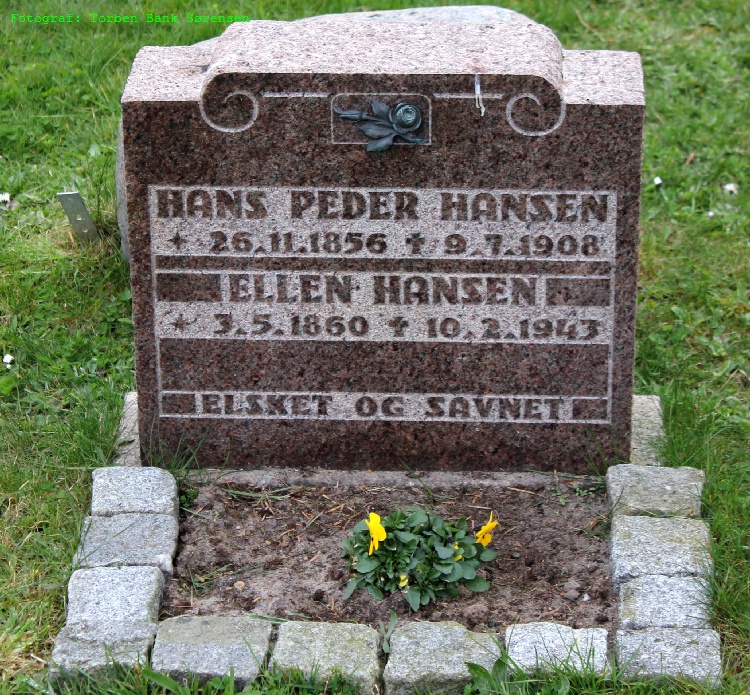 Fotograf: Torben Bank Sørensen
HANS PEDER HANSEN
* 26.11.1856 ✝ 9.7.1908
ELLEN HANSEN
* 3.5.1860 ✝ 10.2.1943
ELSKET OG SAVNET